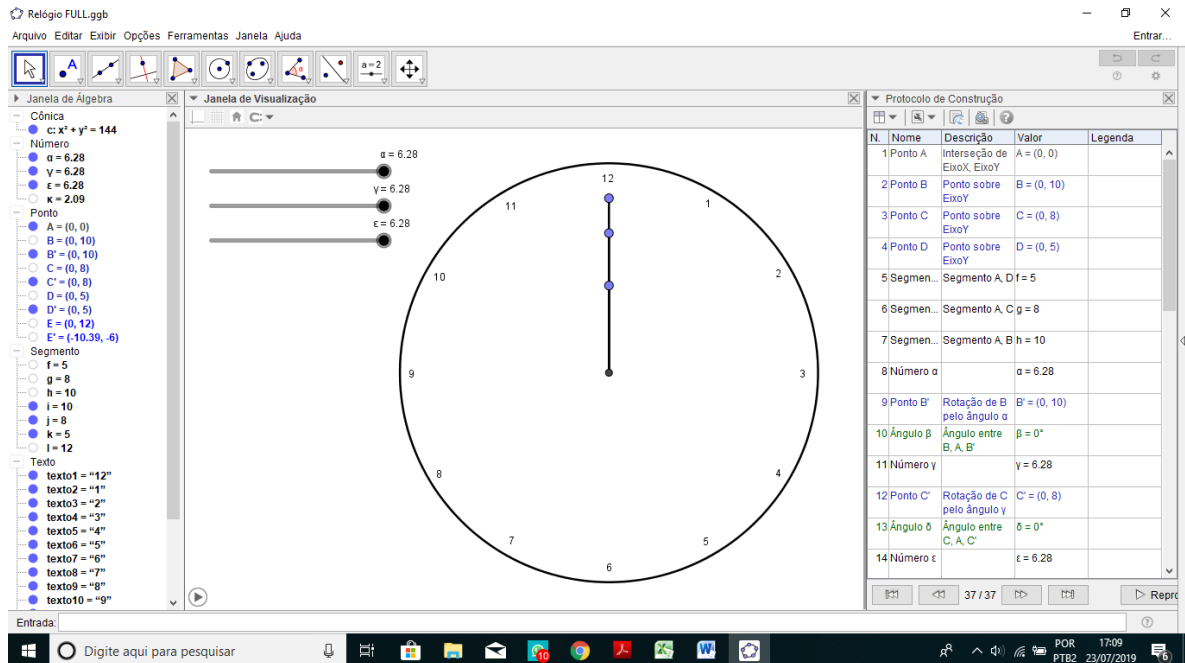 Relógio FULL.ggb
Arquivo Editar Exibir Opções Ferramentas Janela Ajuda
Entrar...
A
a = 2
Janela de Álgebra
Cônica
c: x² + y² = 144
Número
α = 6.28
γ = 6.28
ε = 6.28
κ = 2.09
Ponto
A = (0, 0)
B = (0, 10)
B' = (0, 10)
C = (0, 8)
C' = (0, 8)
D = (0, 5)
D' = (0, 5)
E = (0, 12)
E' = (-10.39, -6)
Segmento
f = 5
g = 8
h = 10
i = 10
j = 8
k = 5
l = 12
Texto
texto1 = “12”
texto2 = “1”
texto3 = “2”
texto4 = “3”
texto5 = “4”
texto6 = “5”
texto7 = “6”
texto8 = “7”
texto9 = “8”
texto10 = “9”
Janela de Visualização
α = 6.28
γ = 6.28
ε = 6.28
12
1
2
3
4
5
6
7
8
9
10
11
Protocolo de Construção
N. Nome Descrição Valor Legenda
1 Ponto A Interseção de A = (0, 0)
EixoX, EixoY
2 Ponto B Ponto sobre B = (0, 10)
EixoY
3 Ponto C Ponto sobre C = (0, 8)
EixoY
4 Ponto D Ponto sobre D = (0, 5)
EixoY
5 Segmen... Segmento A, D f = 5
6 Segmen... Segmento A, C g = 8
7 Segmen... Segmento A, B h = 10
8 Número α α = 6.28
9 Ponto B' Rotação de B B' = (0, 10)
pelo ângulo α
10 Ângulo β Ângulo entre β = 0°
B, A, B'
11 Número γ γ = 6.28
12 Ponto C' Rotação de C C' = (0, 8)
pelo ângulo γ
13 Ângulo δ Ângulo entre δ = 0°
C, A, C'
14 Número ε ε = 6.28
37 / 37
Repro
Entrada:
Digite aqui para pesquisar
10
POR
PTB2
17:09
23/07/2019
6